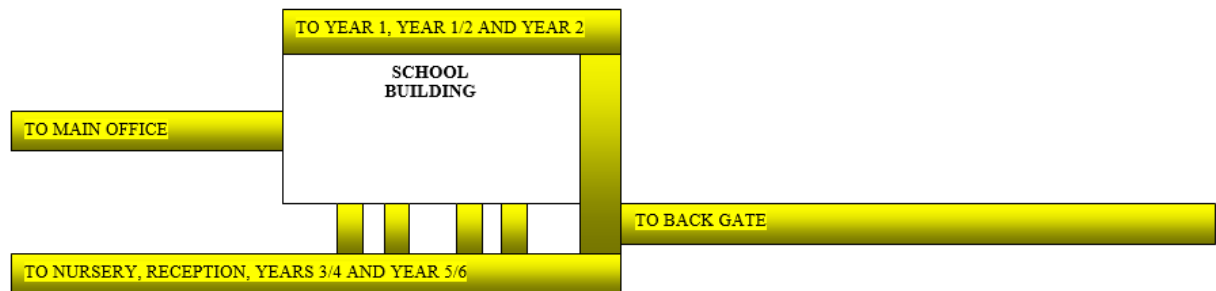 TO YEAR 1, YEAR 1/2 AND YEAR 2
SCHOOL
BUILDING
TO MAIN OFFICE
TO BACK GATE
TO NURSERY, RECEPTION, YEARS 3/4 AND YEAR 5/6